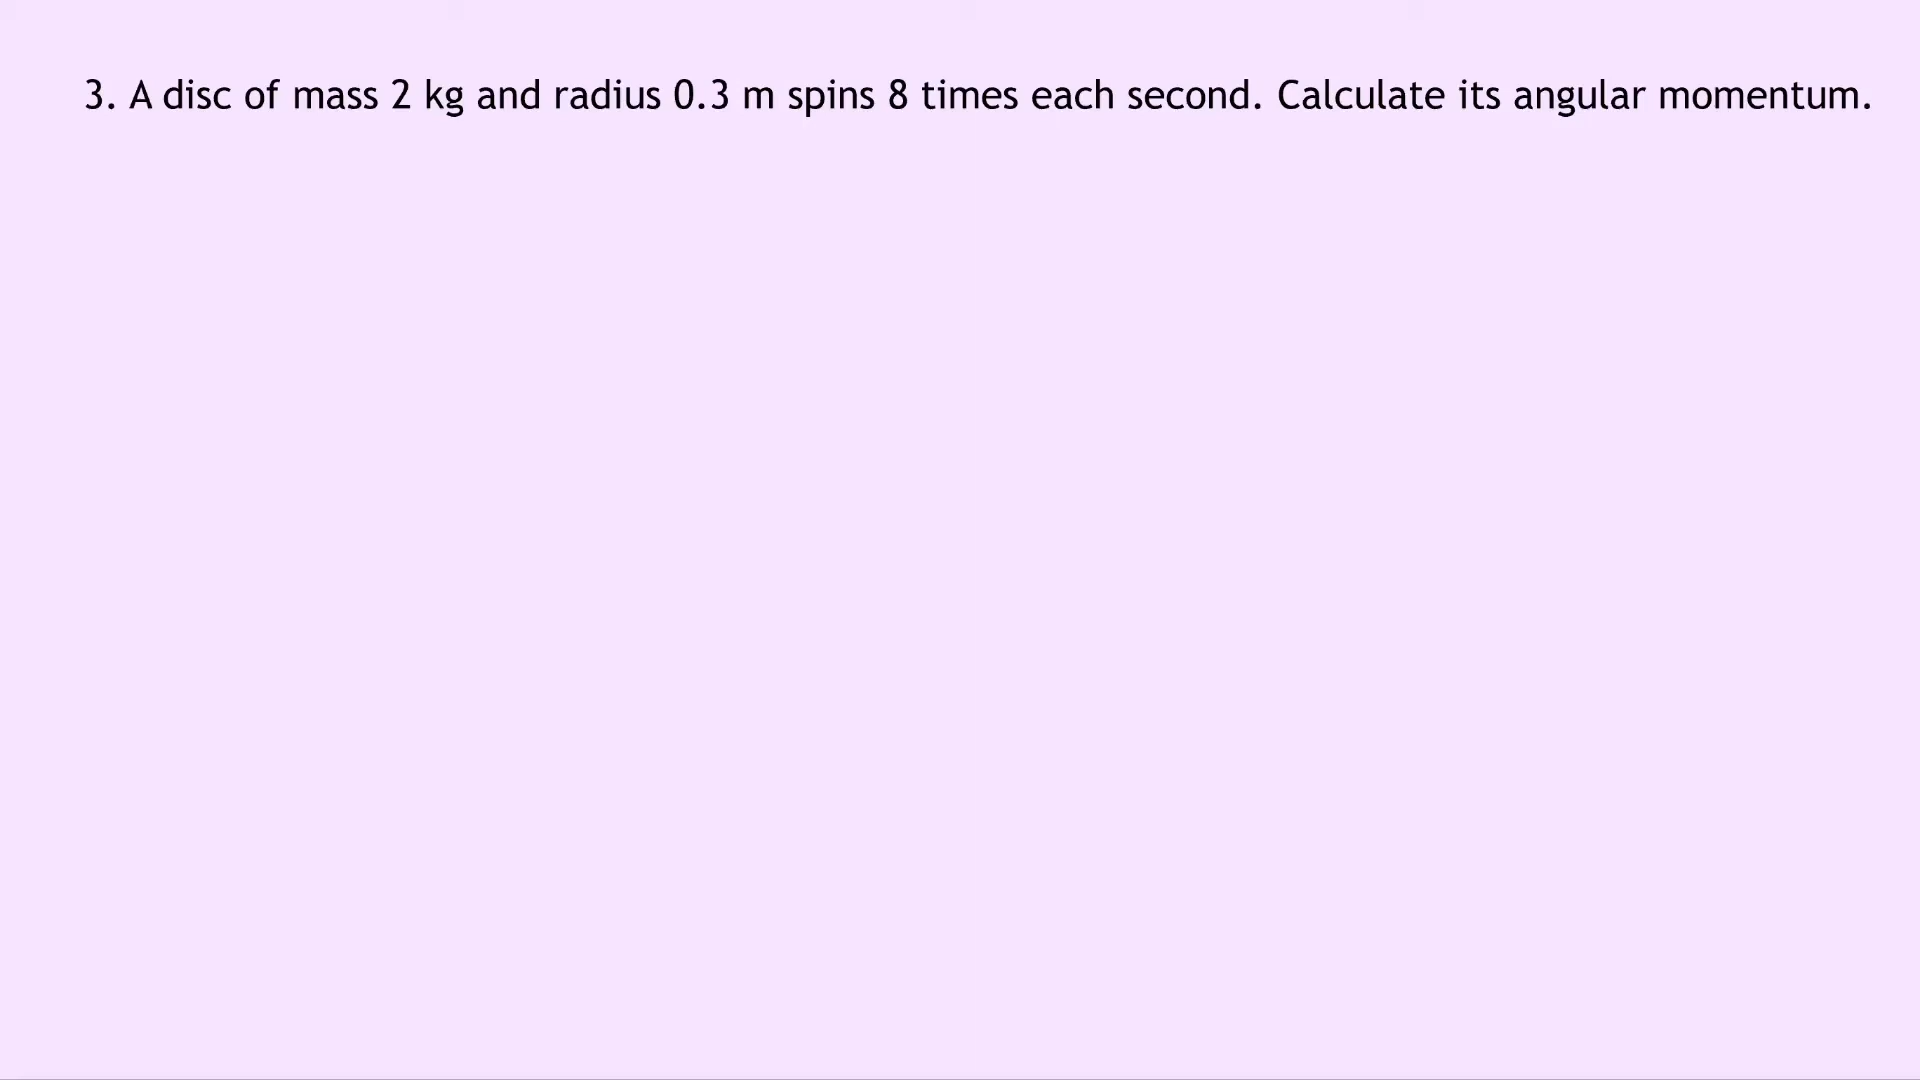 3. A disc of mass 2 kg and radius 0.3 m spins 8 times each second. Calculate its angular momentum.